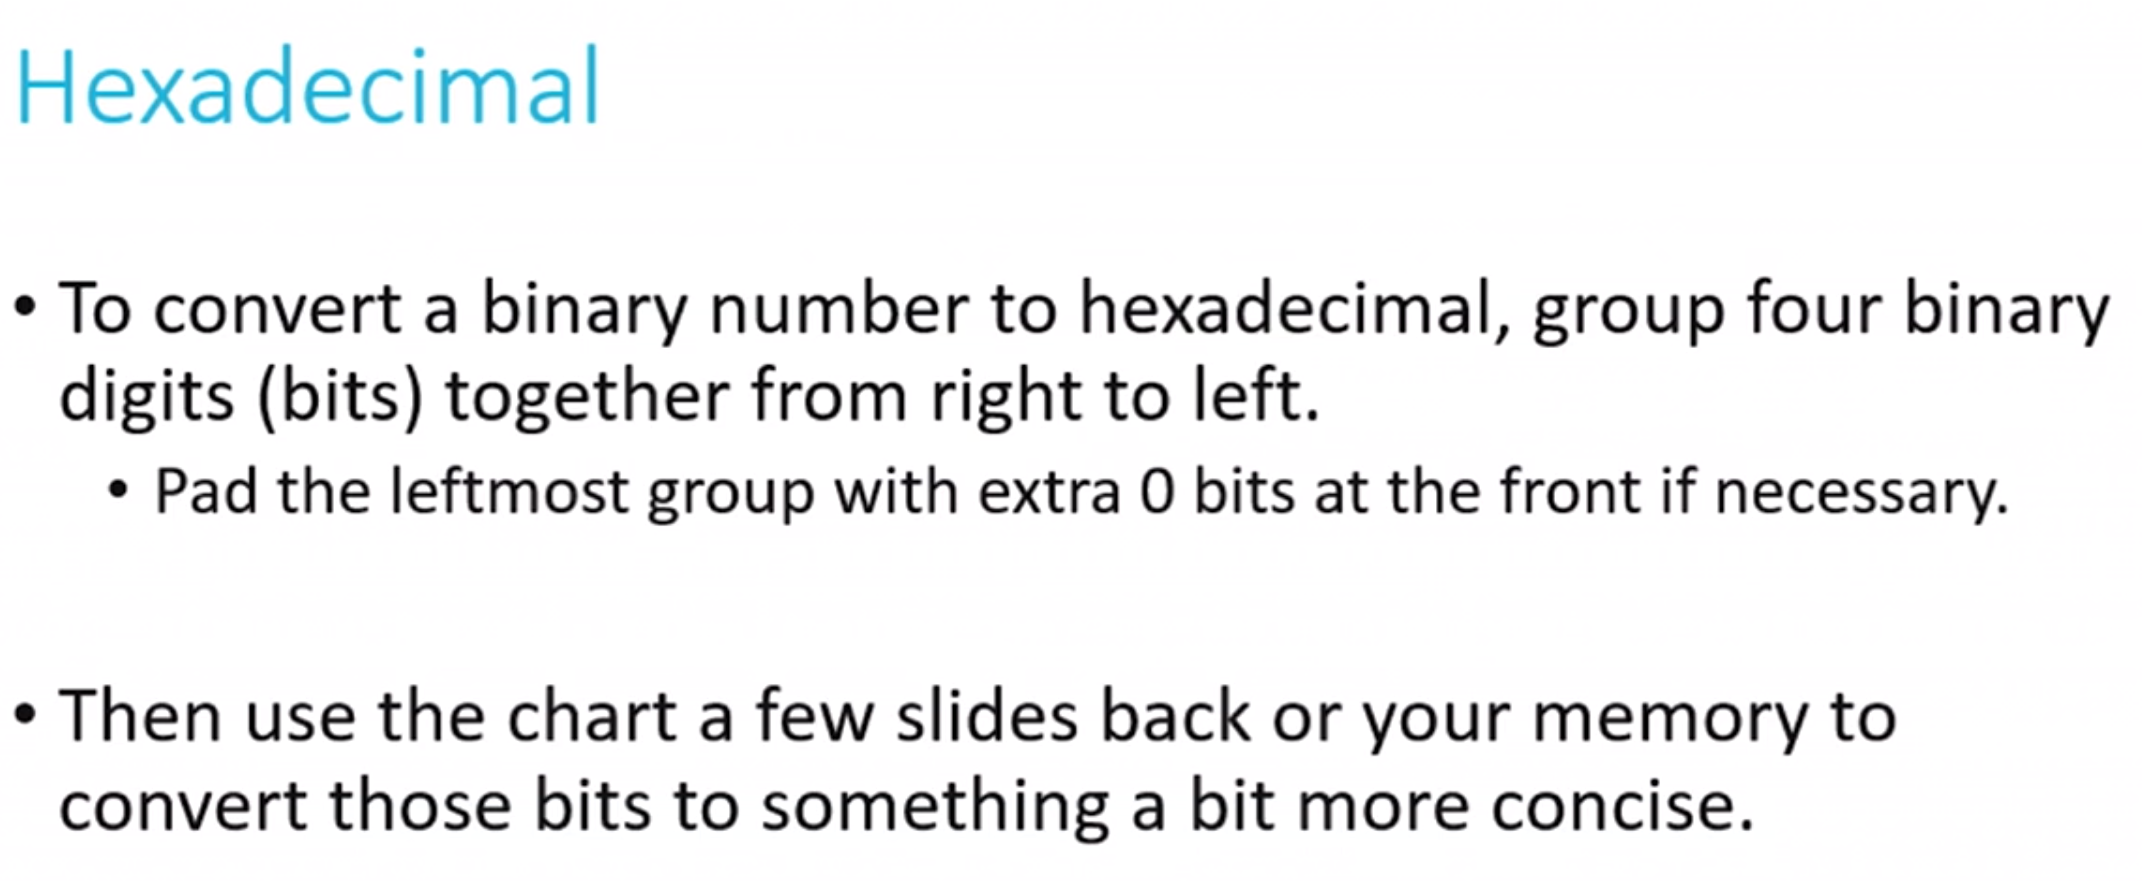 Hexadecimal
• To convert a binary number to hexadecimal, group four binary
digits (bits) together from right to left.
• Pad the leftmost group with extra 0 bits at the front if necessary.
• Then use the chart a few slides back or your memory to
convert those bits to something a bit more concise.